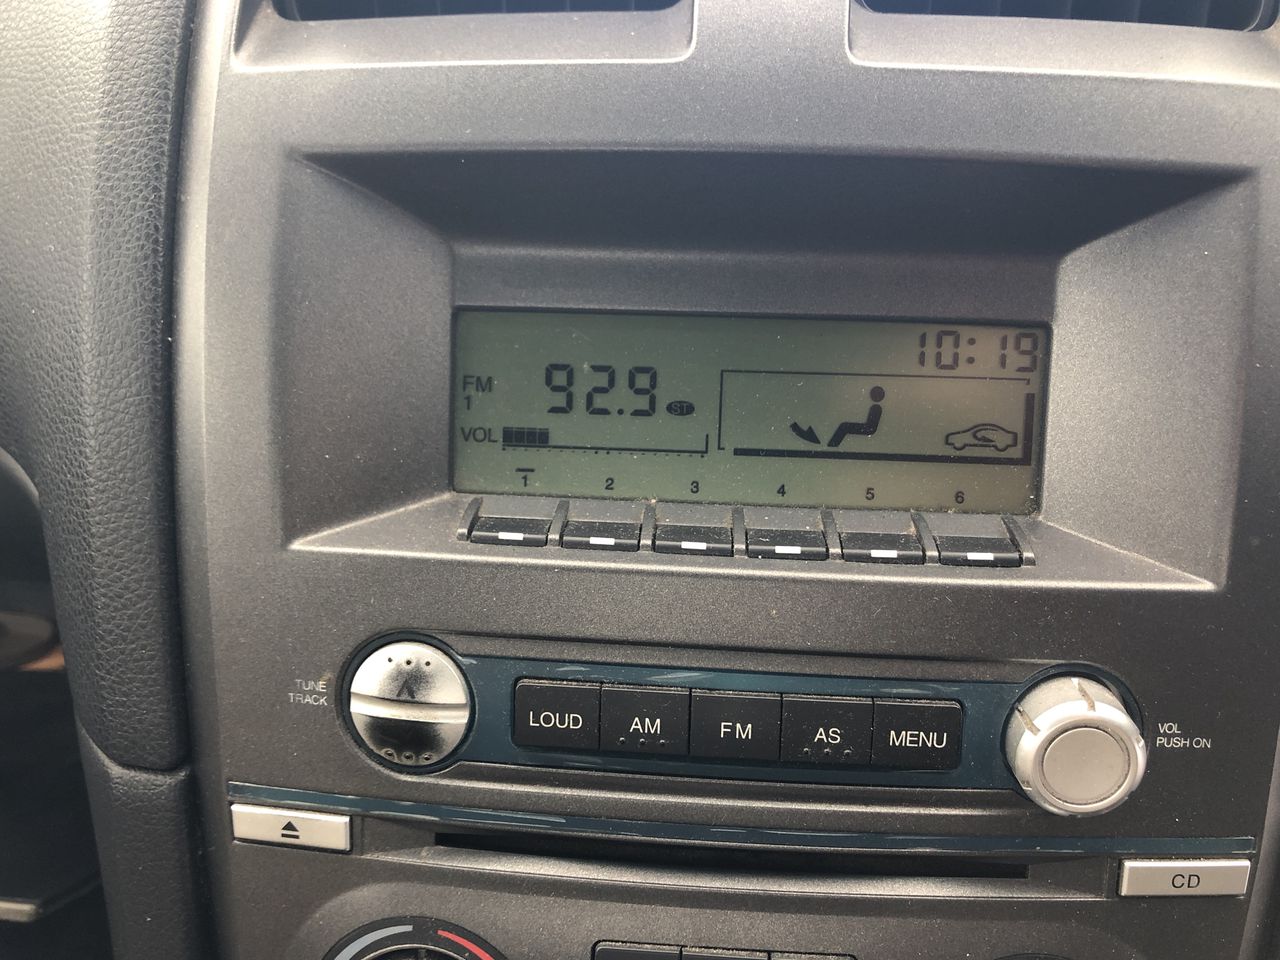 10:19
FM
1
92.9 ST
VOL
1 2 3 4 5 6
TUNE
TRACK
LOUD AM FM AS MENU
VOL
PUSH ON
CD